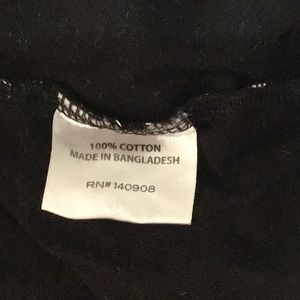 100% COTTON
MADE IN BANGLADESH
RN# 140908